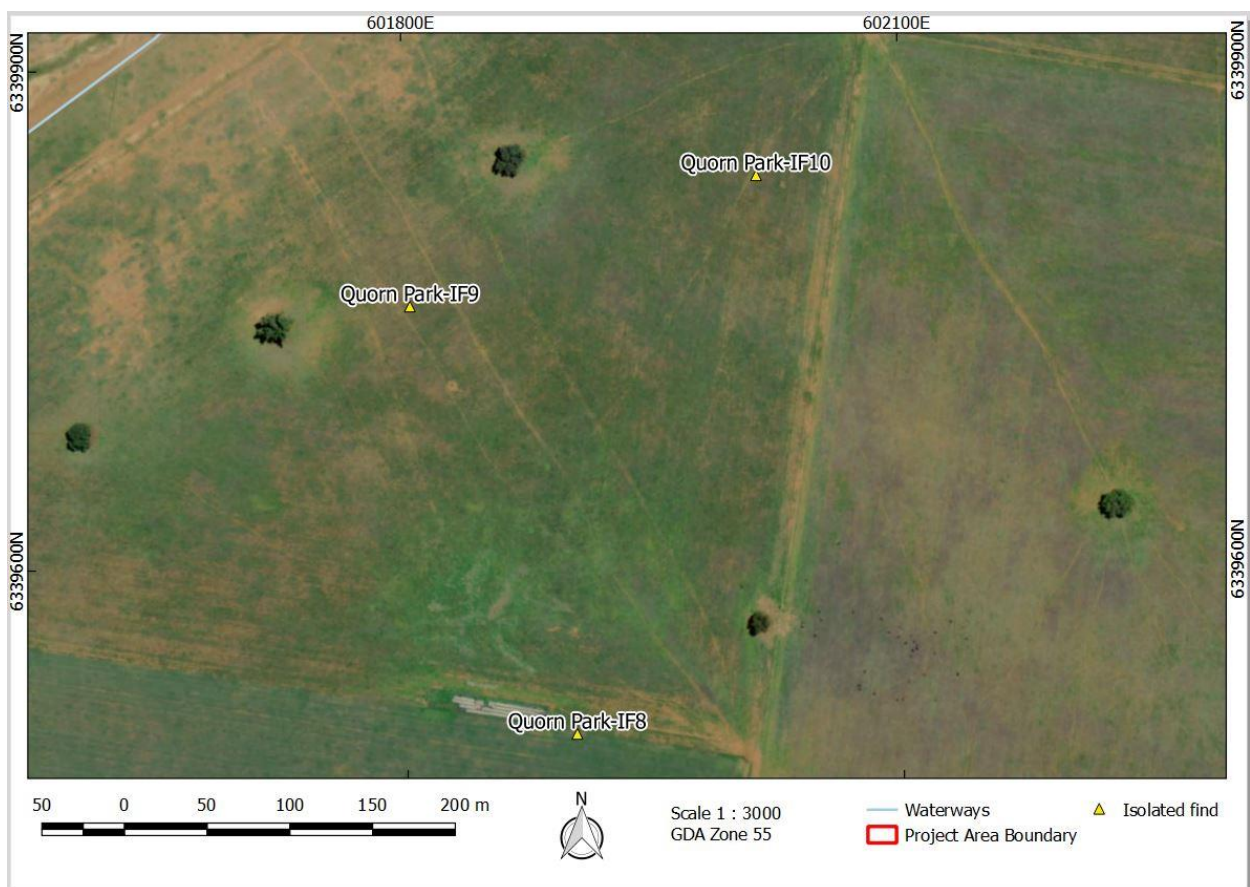 601800E 602100E
6339900N 6339900N
Quorn Park-IF10
Quorn Park-IF9
6339600N 6339600N
Quorn Park-IF8
50 0 50 100 150 200 m
N
Scale 1 : 3000
GDA Zone 55
Waterways
Project Area Boundary
Isolated find